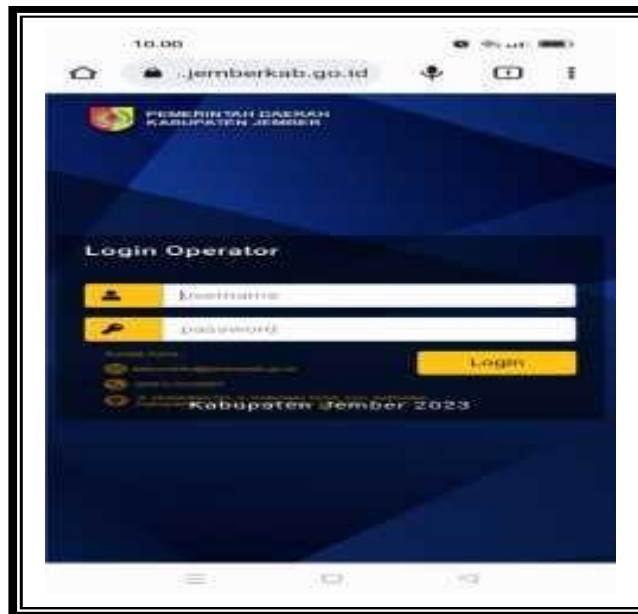 10.00
.jemberkab.go.id
PEMERINTAH DAERAH
KABUPATEN JEMBER
Login Operator
username
password
Login
Kabupaten Jember 2023